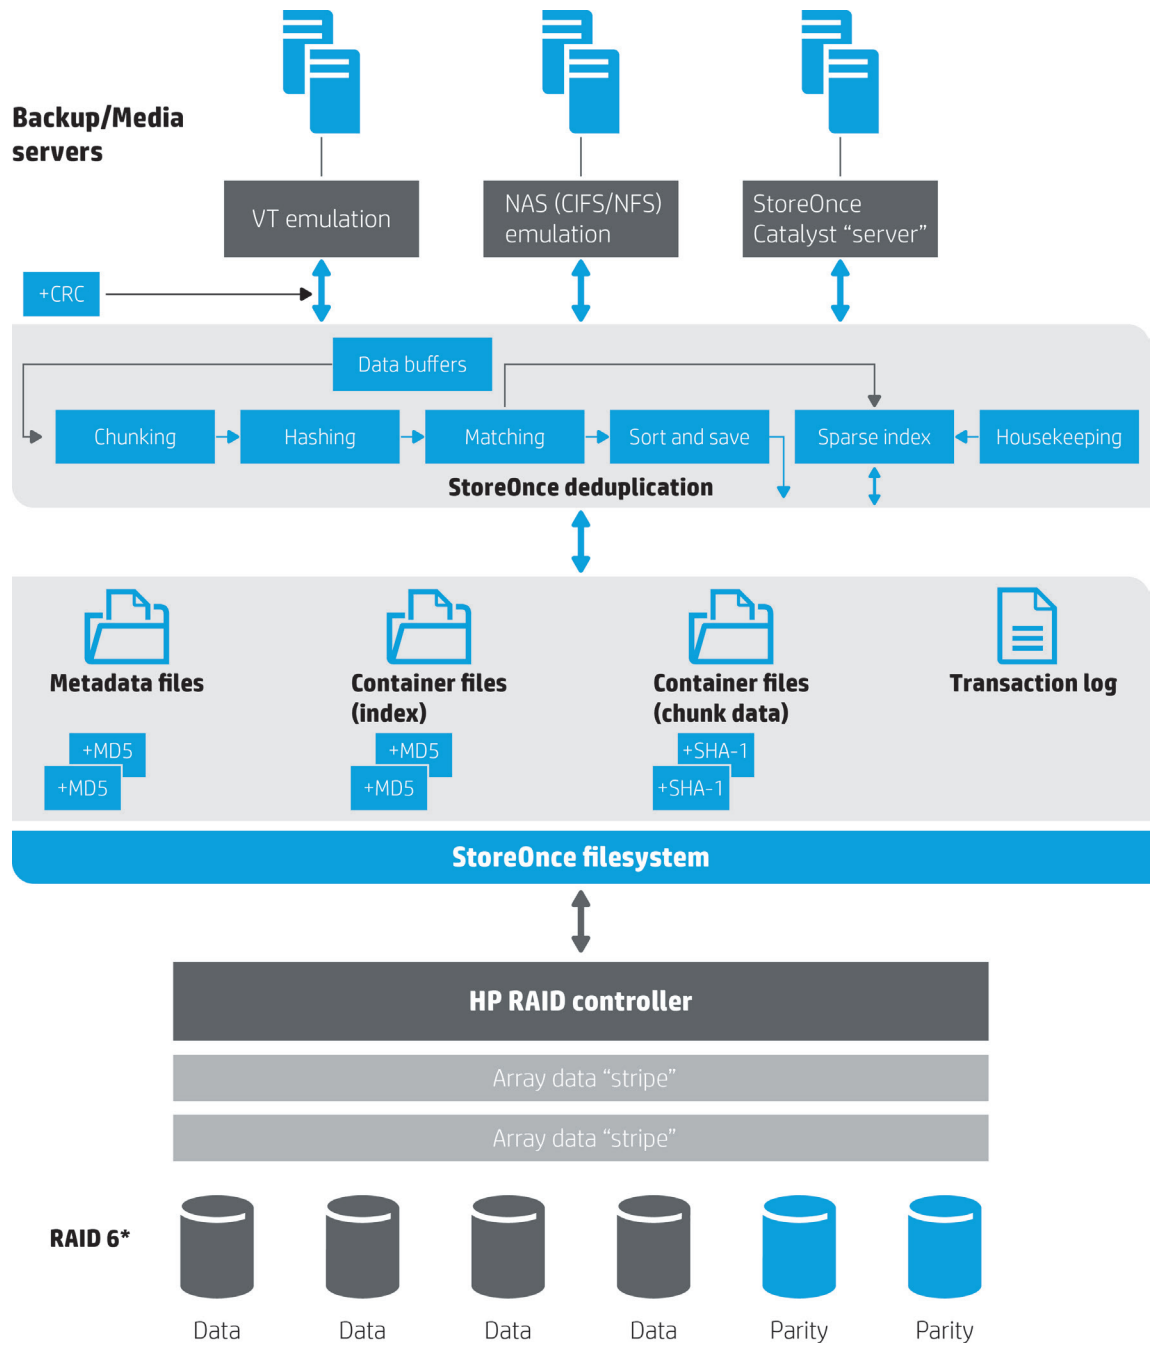 Backup/Media
servers
VT emulation
NAS (CIFS/NFS)
emulation
StoreOnce
Catalyst “server”
+CRC
Data buffers
Chunking
Hashing
Matching
Sort and save
Sparse index
Housekeeping
StoreOnce deduplication
Metadata files
Container files
(index)
Container files
(chunk data)
Transaction log
+MD5
+MD5
+MD5
+MD5
+SHA-1
+SHA-1
StoreOnce filesystem
HP RAID controller
Array data “stripe”
Array data “stripe”
RAID 6*
Data
Data
Data
Data
Parity
Parity